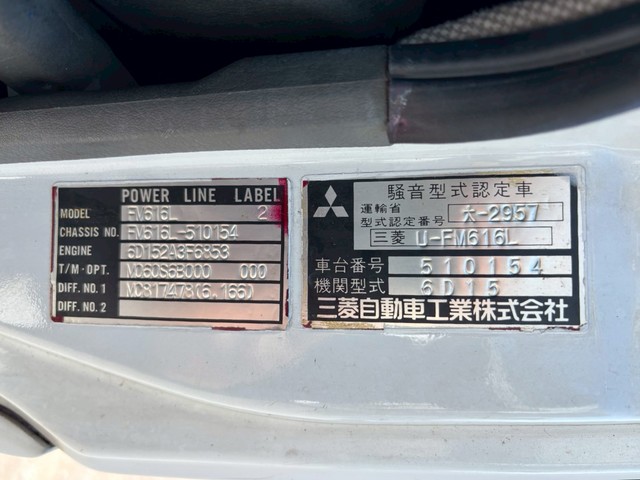 POWER LINE LABEL
MODEL FM616L 2
CHASSIS NO. FM616L-510154
ENGINE 6D152A3F6853
T/M·OPT. MO60S6B000 000
DIFF. NO.1 MC817478(6.166)
DIFF. NO.2
騒音型式認定車
運輸省
型式認定番号 太-2957
三菱 U-FM616L
車台番号 510154
機関型式 6D15
三菱自動車工業株式会社